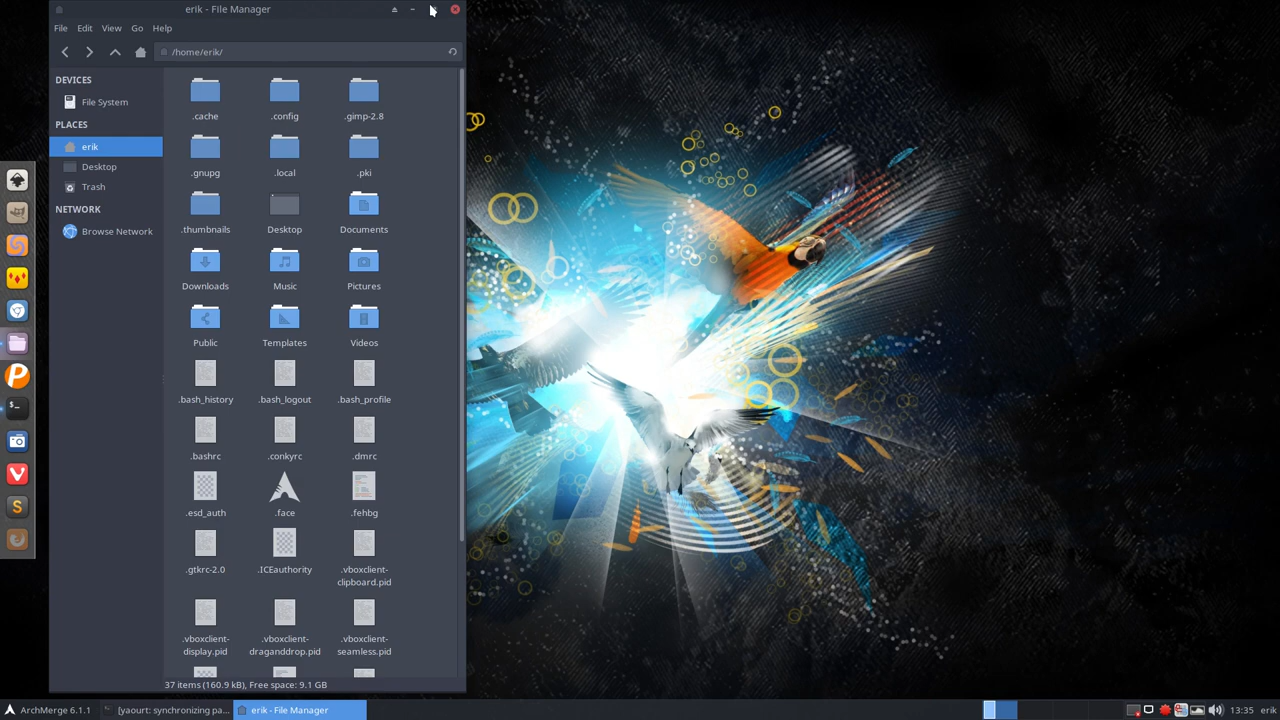 erik - File Manager
File Edit View Go Help
/home/erik/
DEVICES
File System
PLACES
erik
Desktop
Trash
NETWORK
Browse Network
.cache .config .gimp-2.8
.gnupg .local .pki
.thumbnails Desktop Documents
Downloads Music Pictures
Public Templates Videos
.bash_history .bash_logout .bash_profile
.bashrc .conkyrc .dmrc
.esd_auth .face .fehbg
.gtkrc-2.0 .ICEauthority .vboxclient-
clipboard.pid
.vboxclient- .vboxclient- .vboxclient-
display.pid draganddrop.pid seamless.pid
37 items (160.9 kB), Free space: 9.1 GB
ArchMerge 6.1.1 [yaourt: synchronizing pa... erik - File Manager 13:35 erik